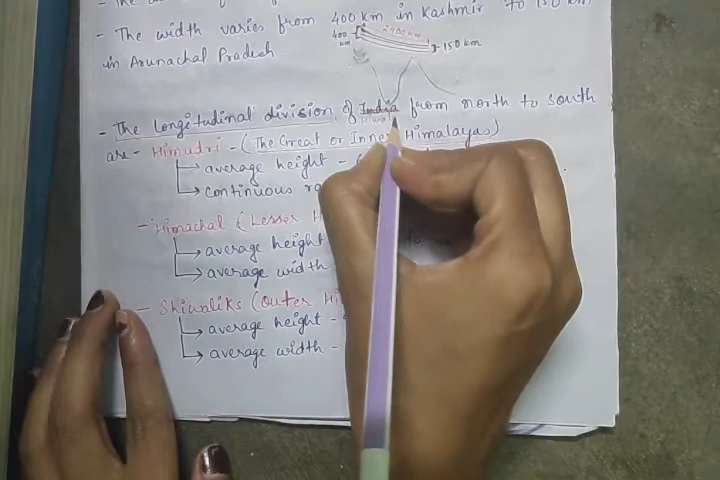 - The width varies from 400 km in Kashmir to 150 km
400 km 2400 km 150 km
in Arunachal Pradesh
- The longitudinal division of India from north to south
are - Himadri - (The Great or Inner Himalayas)
average height -
continuous
- Himachal (Lesser
average height
average width
- Shiwaliks (Outer
average height -
average width -